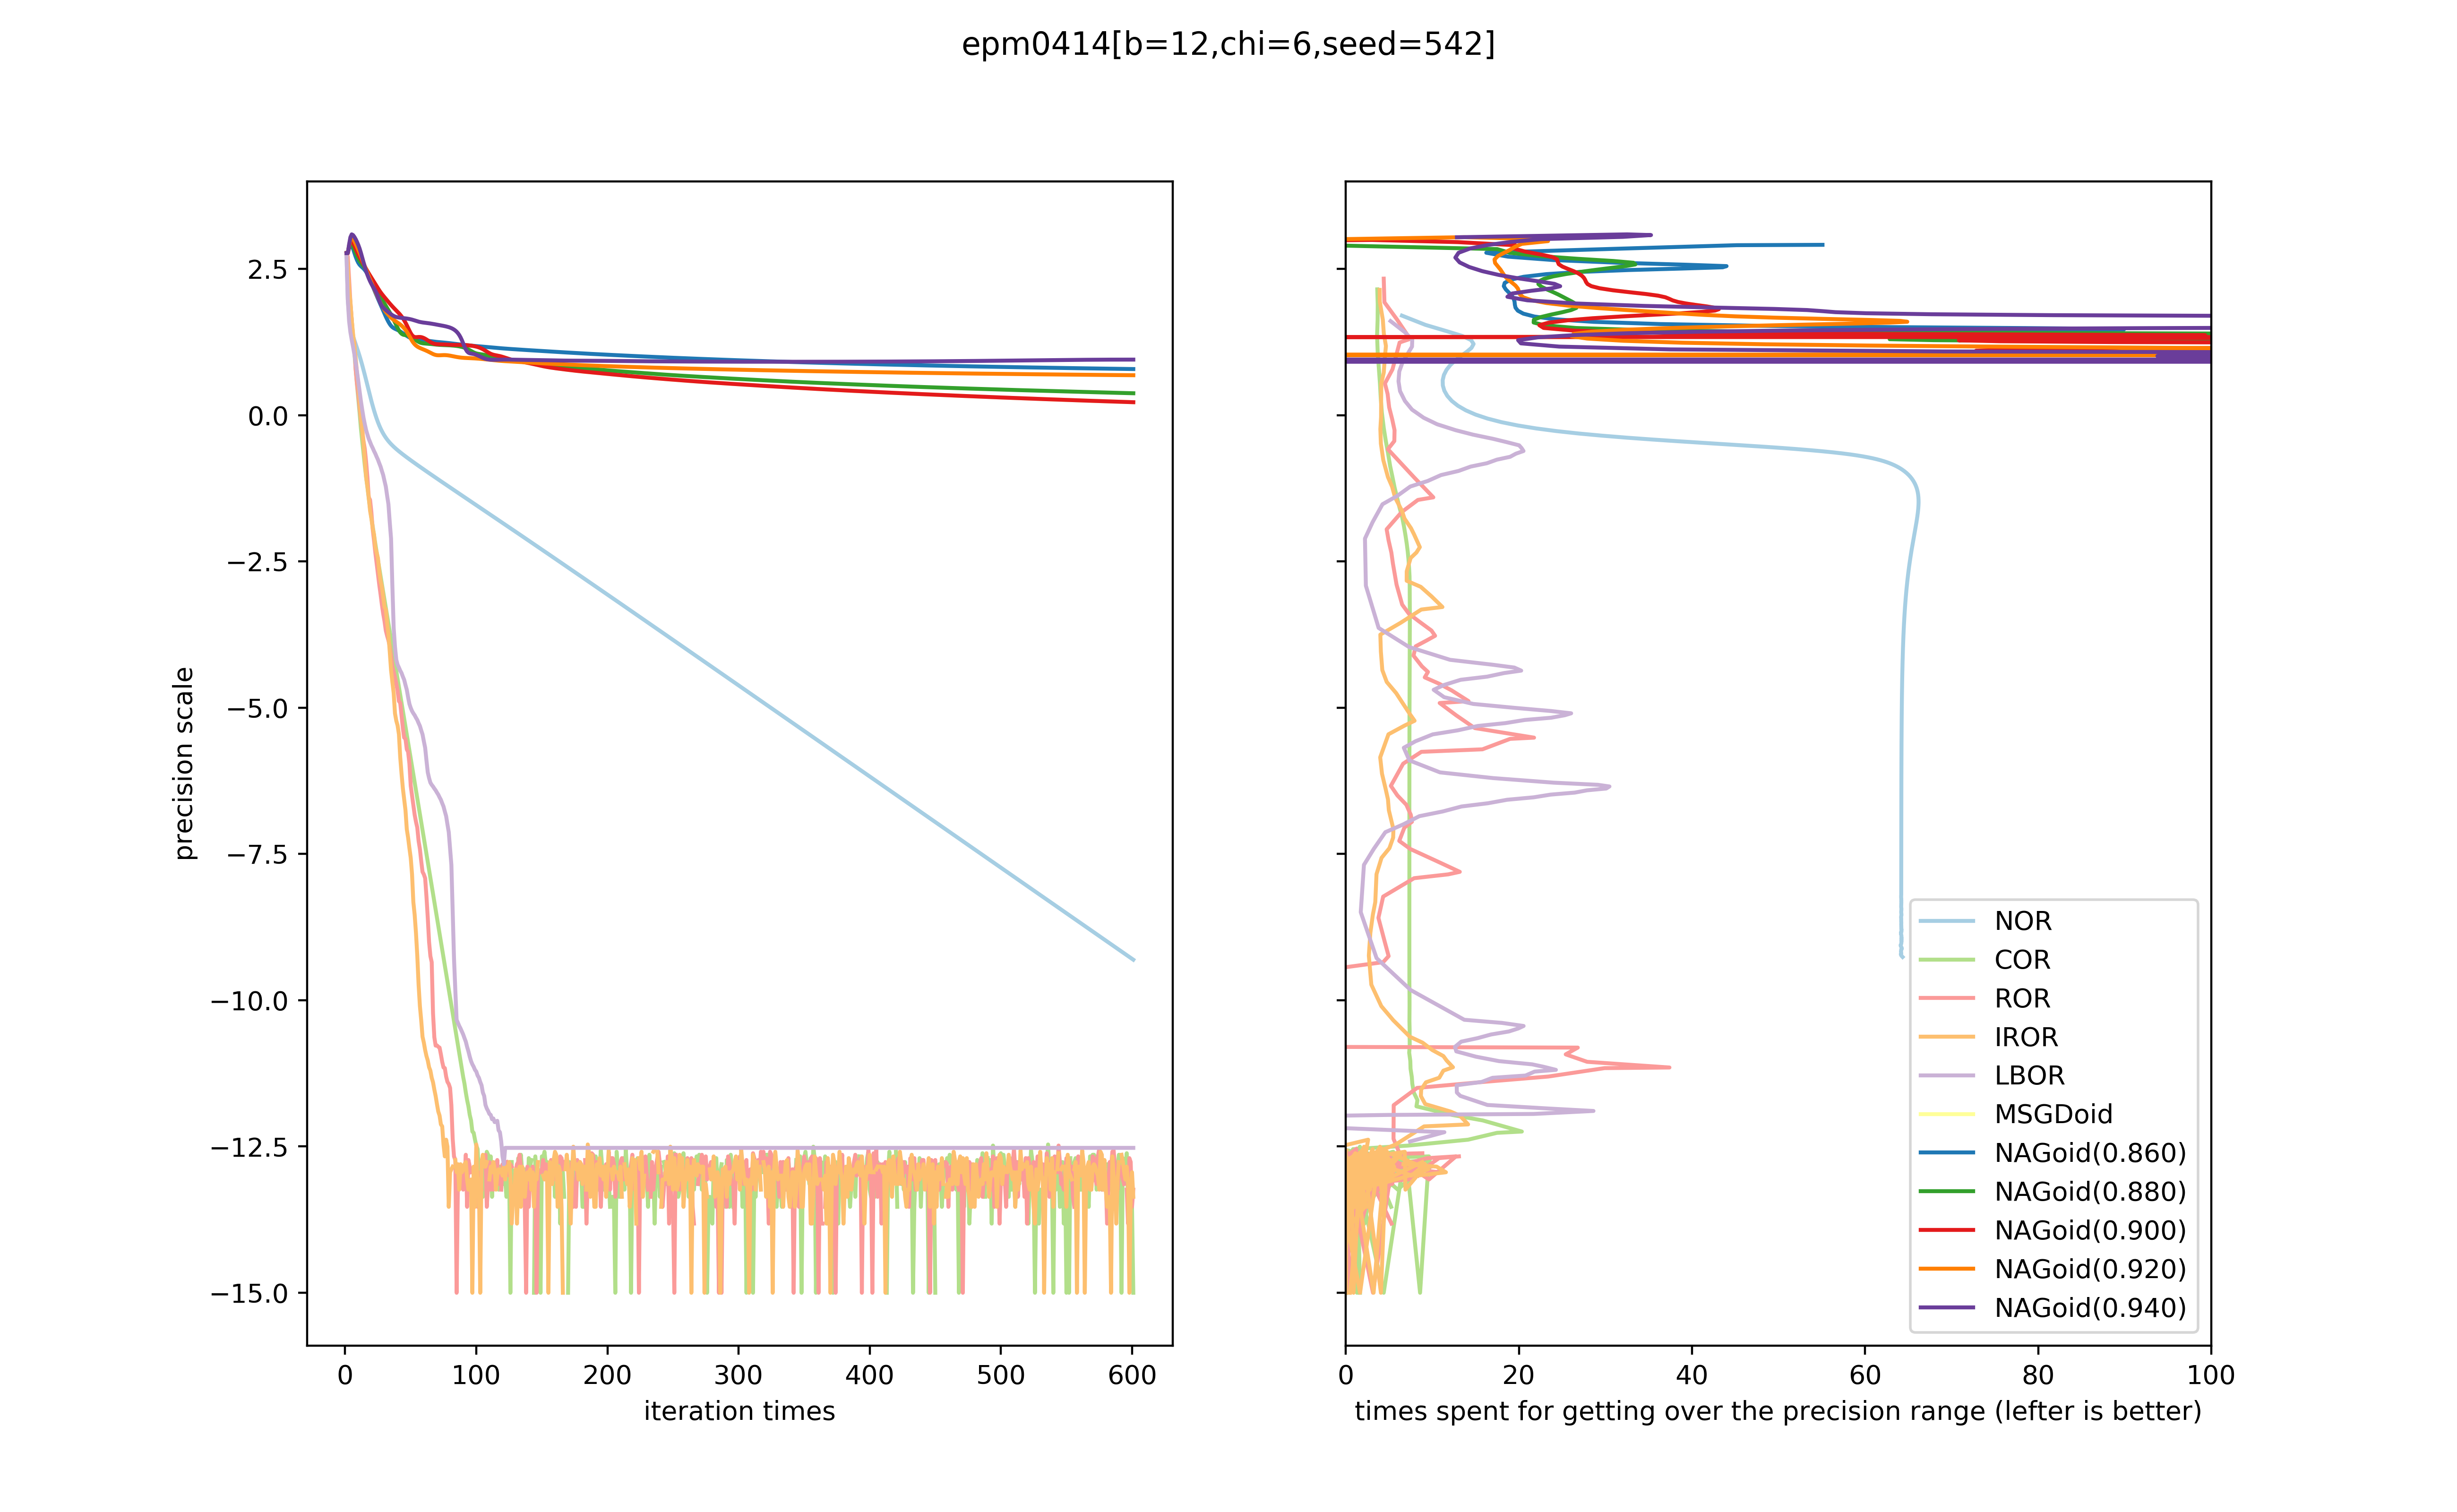 epm0414[b=12,chi=6,seed=542]
precision scale
2.5
0.0
−2.5
−5.0
−7.5
−10.0
−12.5
−15.0
0 100 200 300 400 500 600
iteration times
0 20 40 60 80 100
times spent for getting over the precision range (lefter is better)
NOR
COR
ROR
IROR
LBOR
MSGDoid
NAGoid(0.860)
NAGoid(0.880)
NAGoid(0.900)
NAGoid(0.920)
NAGoid(0.940)